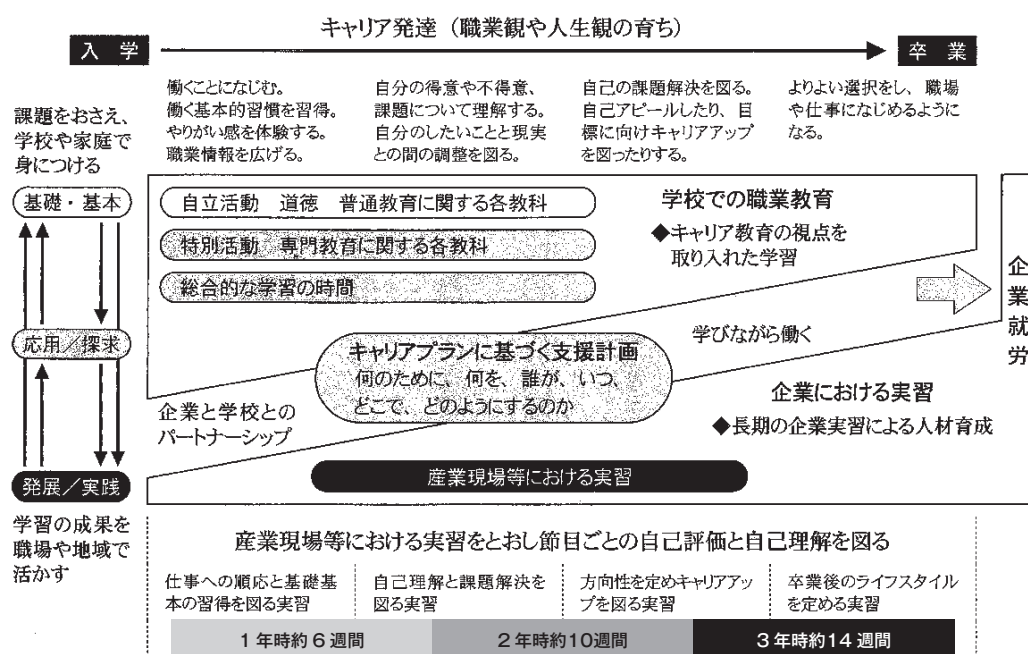 キャリア発達（職業観や人生観の育ち）
入　学
卒　業
働くことになじむ。
働く基本的習慣を習得。
やりがい感を体験する。
職業情報を広げる。
自分の得意や不得意、
課題について理解する。
自分のしたいことと現実
との間の調整を図る。
自己の課題解決を図る。
自己アピールしたり、目
標に向けキャリアアップ
を図ったりする。
よりよい選択をし、職場
や仕事になじめるように
なる。
課題をおさえ、
学校や家庭で
身につける
基礎・基本
応用／探求
発展／実践
学習の成果を
職場や地域で
活かす
自立活動　道徳　普通教育に関する各教科
特別活動　専門教育に関する各教科
総合的な学習の時間
学校での職業教育
◆キャリア教育の視点を
取り入れた学習
企業就労
学びながら働く
キャリアプランに基づく支援計画
何のために、何を、誰が、いつ、
どこで、どのようにするのか
企業と学校との
パートナーシップ
企業における実習
◆長期の企業実習による人材育成
産業現場等における実習
産業現場等における実習をとおし節目ごとの自己評価と自己理解を図る
仕事への順応と基礎基
本の習得を図る実習
自己理解と課題解決を
図る実習
方向性を定めキャリアアッ
プを図る実習
卒業後のライフスタイル
を定める実習
1年時約6週間
2年時約10週間
3年時約14週間